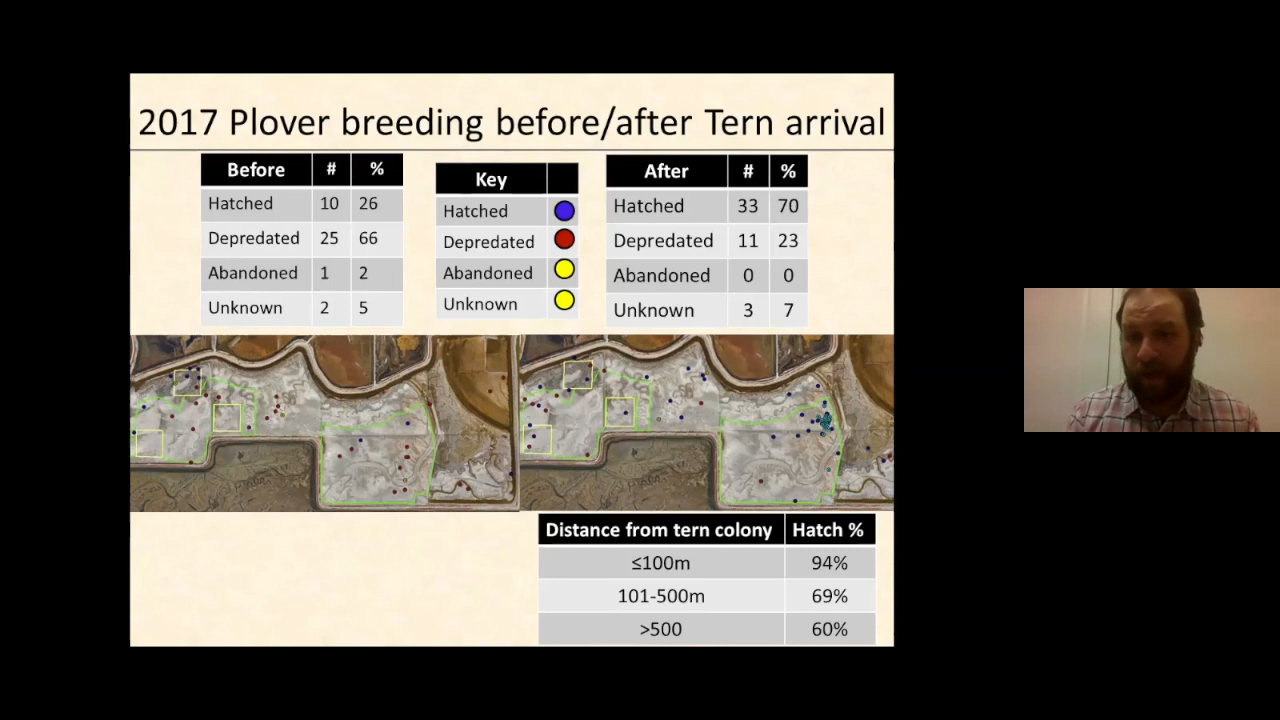 2017 Plover breeding before/after Tern arrival
Before # %
Hatched 10 26
Depredated 25 66
Abandoned 1 2
Unknown 2 5
Key
Hatched
Depredated
Abandoned
Unknown
After # %
Hatched 33 70
Depredated 11 23
Abandoned 0 0
Unknown 3 7
Distance from tern colony Hatch %
≤100m 94%
101-500m 69%
>500 60%